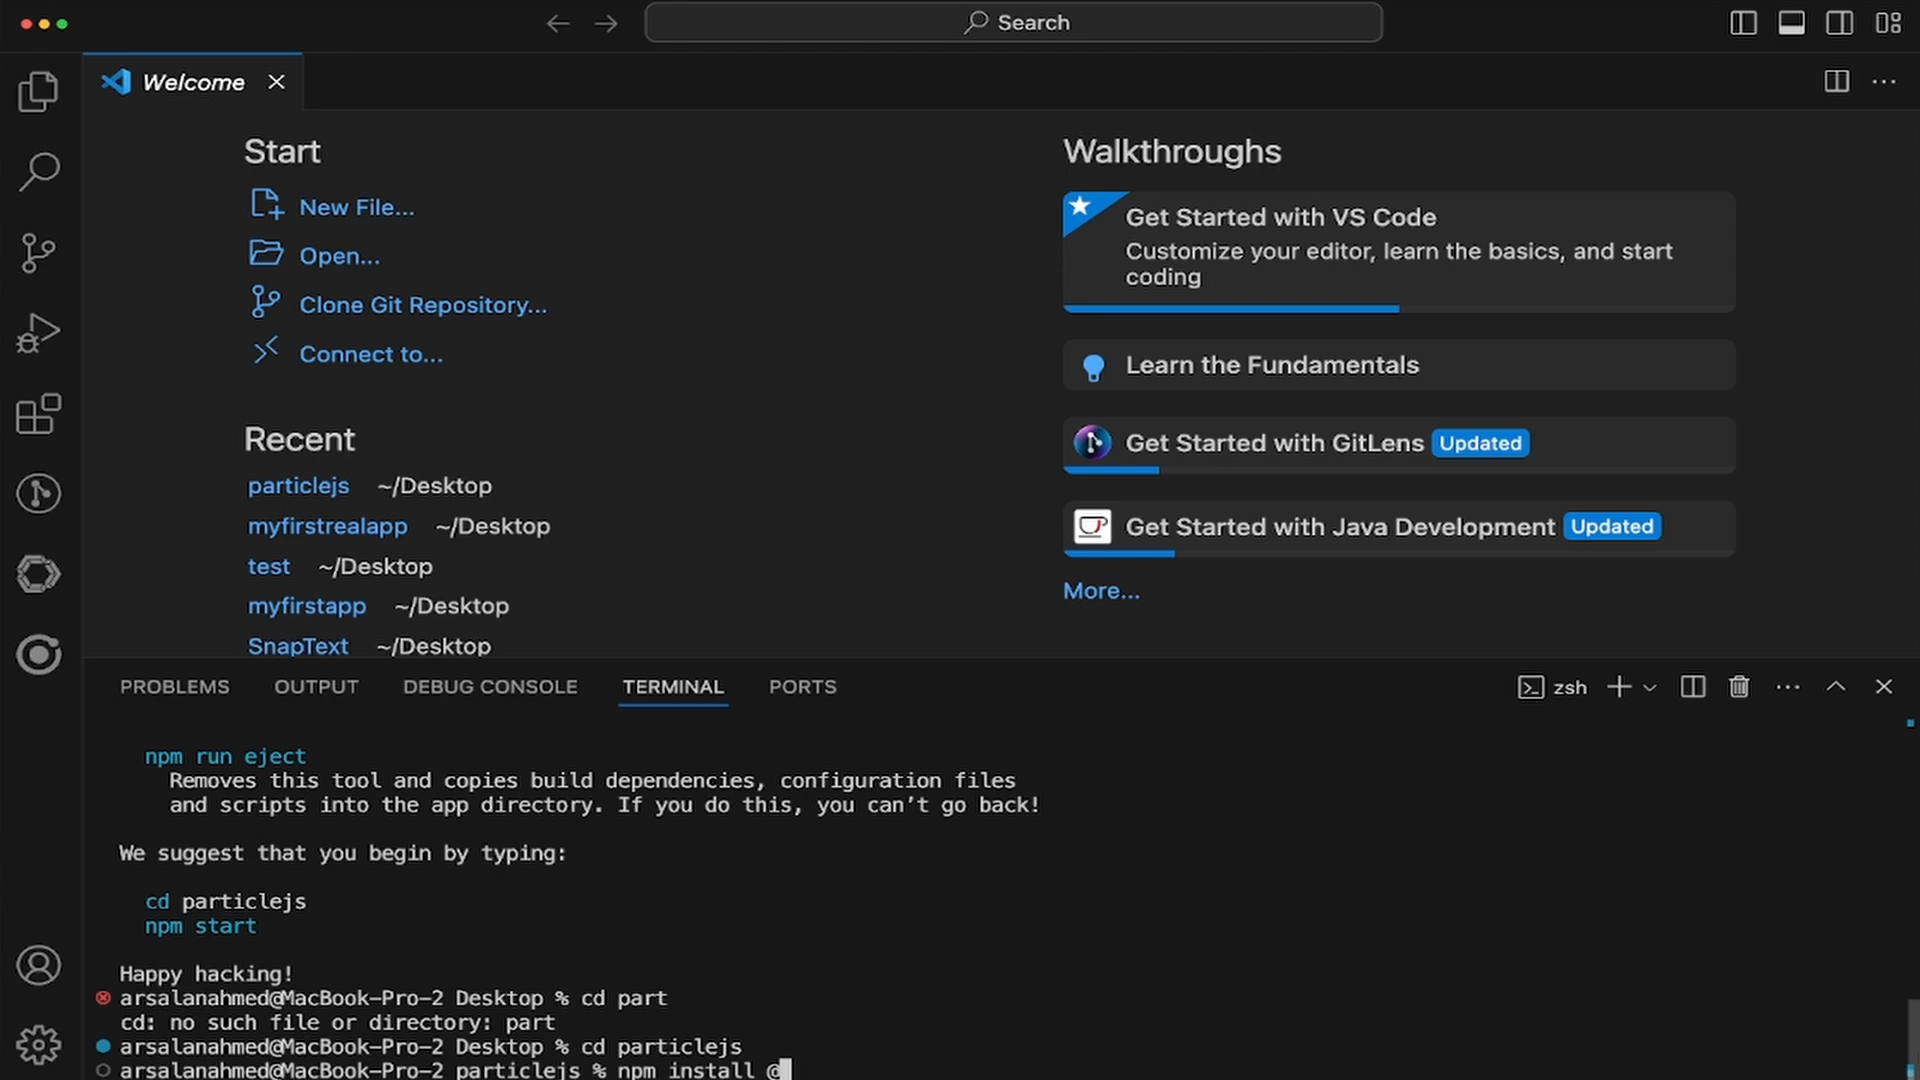 Search
Welcome
Start
New File...
Open...
Clone Git Repository...
Connect to...
Recent
particlejs ~/Desktop
myfirstrealapp ~/Desktop
test ~/Desktop
myfirstapp ~/Desktop
SnapText ~/Desktop
Walkthroughs
Get Started with VS Code
Customize your editor, learn the basics, and start
coding
Learn the Fundamentals
Get Started with GitLens Updated
Get Started with Java Development Updated
More...
PROBLEMS OUTPUT DEBUG CONSOLE TERMINAL PORTS
zsh
npm run eject
Removes this tool and copies build dependencies, configuration files
and scripts into the app directory. If you do this, you can’t go back!
We suggest that you begin by typing:
cd particlejs
npm start
Happy hacking!
arsalanahmed@MacBook-Pro-2 Desktop % cd part
cd: no such file or directory: part
arsalanahmed@MacBook-Pro-2 Desktop % cd particlejs
arsalanahmed@MacBook-Pro-2 particlejs % npm install @